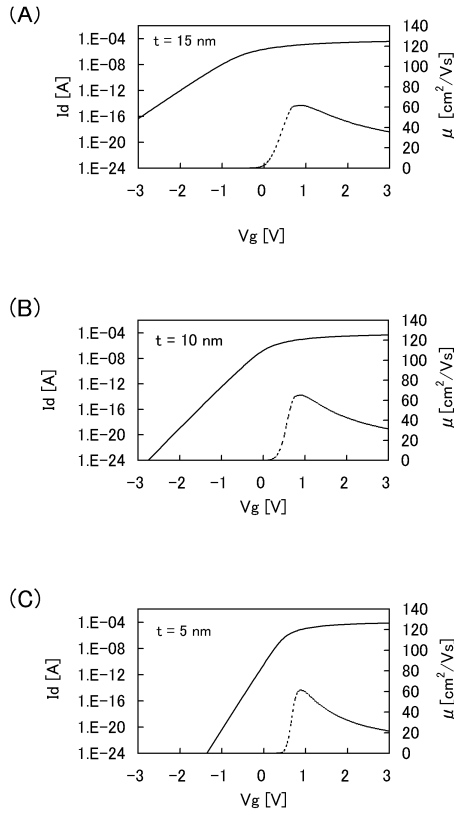 (A)
t = 15 nm
Id [A]
1.E-04
1.E-08
1.E-12
1.E-16
1.E-20
1.E-24
140
120
100
80
60
40
20
0
μ [cm²/Vs]
-3 -2 -1 0 1 2 3
Vg [V]
(B)
t = 10 nm
Id [A]
1.E-04
1.E-08
1.E-12
1.E-16
1.E-20
1.E-24
140
120
100
80
60
40
20
0
μ [cm²/Vs]
-3 -2 -1 0 1 2 3
Vg [V]
(C)
t = 5 nm
Id [A]
1.E-04
1.E-08
1.E-12
1.E-16
1.E-20
1.E-24
140
120
100
80
60
40
20
0
μ [cm²/Vs]
-3 -2 -1 0 1 2 3
Vg [V]